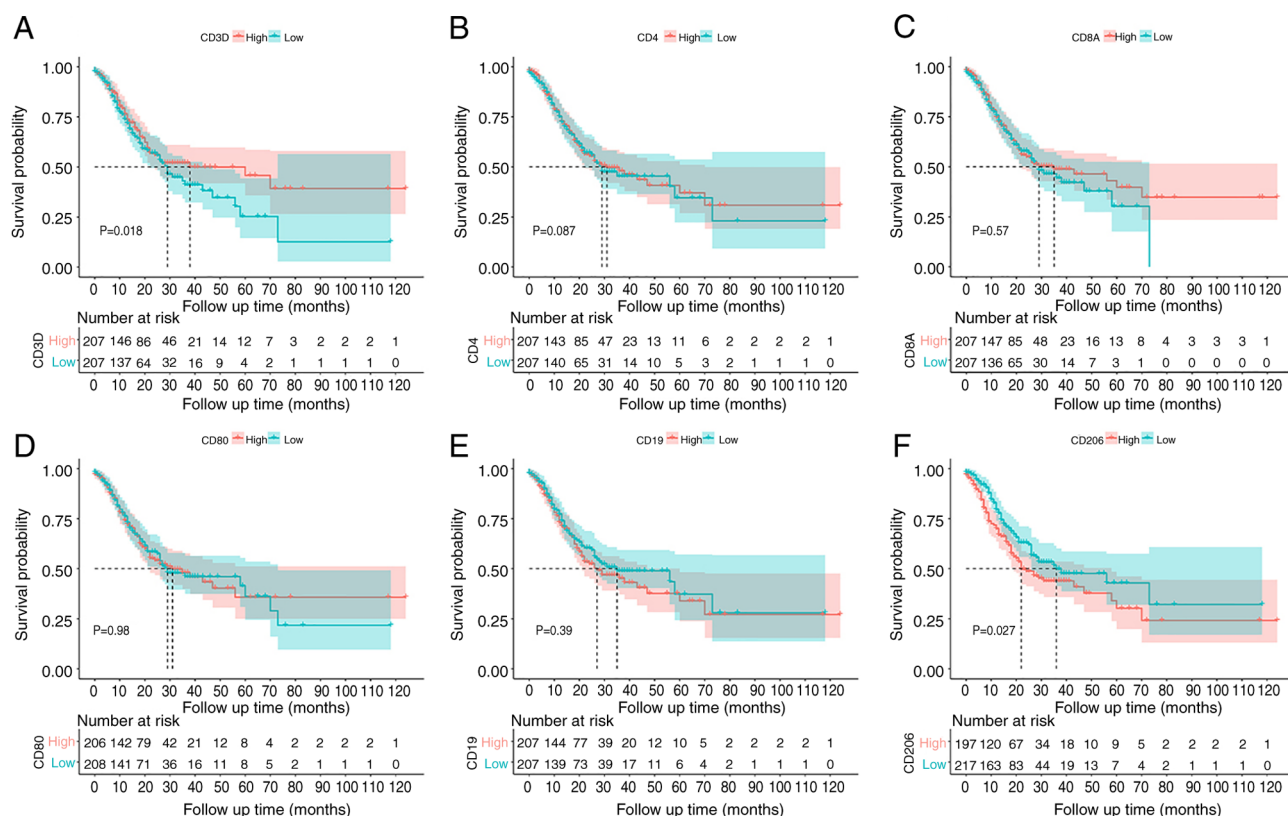 A
CD3D High Low
1.00
0.75
0.50
0.25
0.00
Survival probability
P=0.018
0 10 20 30 40 50 60 70 80 90 100 110 120
Follow up time (months)
Number at risk
CD3D
High 207 146 86 46 21 14 12 7 3 2 2 2 1
Low 207 137 64 32 16 9 4 2 1 1 1 1 0
0 10 20 30 40 50 60 70 80 90 100 110 120
Follow up time (months)
B
CD4 High Low
1.00
0.75
0.50
0.25
0.00
Survival probability
P=0.087
0 10 20 30 40 50 60 70 80 90 100 110 120
Follow up time (months)
Number at risk
CD4
High 207 143 85 47 23 13 11 6 2 2 2 2 1
Low 207 140 65 31 14 10 5 3 2 1 1 1 0
0 10 20 30 40 50 60 70 80 90 100 110 120
Follow up time (months)
C
CD8A High Low
1.00
0.75
0.50
0.25
0.00
Survival probability
P=0.57
0 10 20 30 40 50 60 70 80 90 100 110 120
Follow up time (months)
Number at risk
CD8A
High 207 147 85 48 23 16 13 8 4 3 3 3 1
Low 207 136 65 30 14 7 3 1 0 0 0 0 0
0 10 20 30 40 50 60 70 80 90 100 110 120
Follow up time (months)
D
CD80 High Low
1.00
0.75
0.50
0.25
0.00
Survival probability
P=0.98
0 10 20 30 40 50 60 70 80 90 100 110 120
Follow up time (months)
Number at risk
CD80
High 206 142 79 42 21 12 8 4 2 2 2 2 1
Low 208 141 71 36 16 11 8 5 2 1 1 1 0
0 10 20 30 40 50 60 70 80 90 100 110 120
Follow up time (months)
E
CD19 High Low
1.00
0.75
0.50
0.25
0.00
Survival probability
P=0.39
0 10 20 30 40 50 60 70 80 90 100 110 120
Follow up time (months)
Number at risk
CD19
High 207 144 77 39 20 12 10 5 2 2 2 2 1
Low 207 139 73 39 17 11 6 4 2 1 1 1 0
0 10 20 30 40 50 60 70 80 90 100 110 120
Follow up time (months)
F
CD206 High Low
1.00
0.75
0.50
0.25
0.00
Survival probability
P=0.027
0 10 20 30 40 50 60 70 80 90 100 110 120
Follow up time (months)
Number at risk
CD206
High 197 120 67 34 18 10 9 5 2 2 2 2 1
Low 217 163 83 44 19 13 7 4 2 1 1 1 0
0 10 20 30 40 50 60 70 80 90 100 110 120
Follow up time (months)